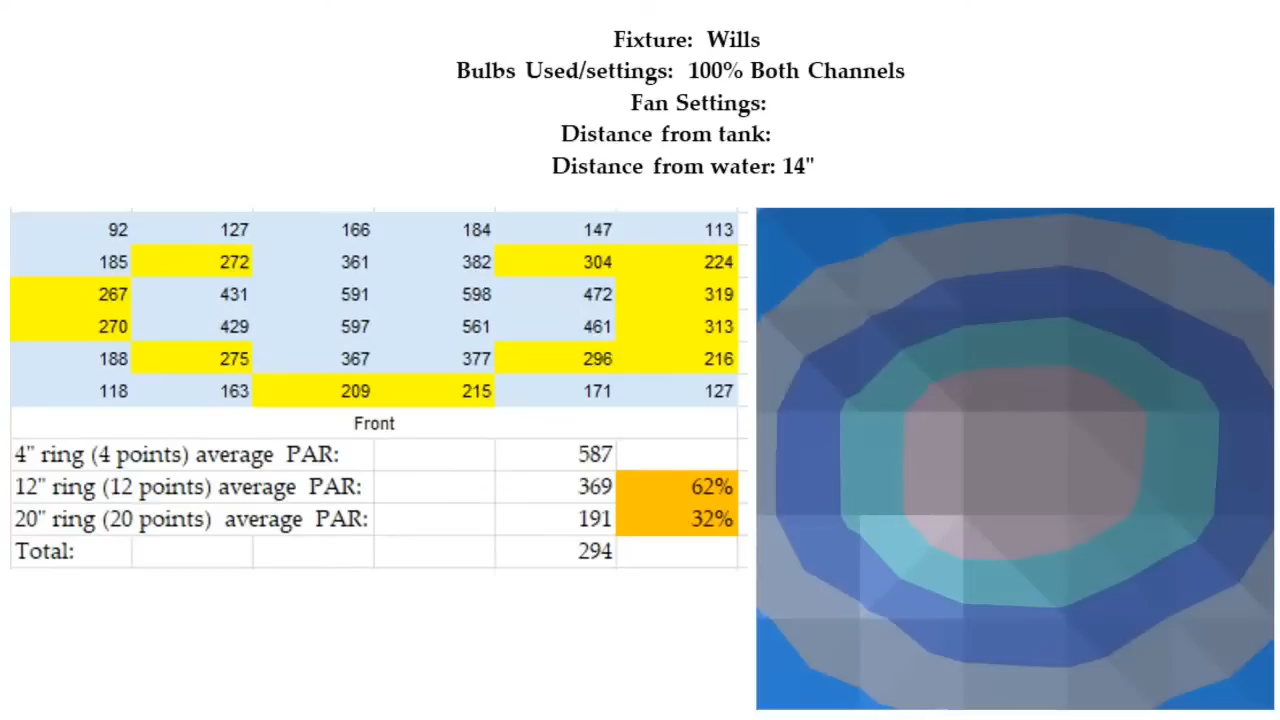 Fixture: Wills
Bulbs Used/settings: 100% Both Channels
Fan Settings:
Distance from tank:
Distance from water: 14"
92 127 166 184 147 113
185 272 361 382 304 224
267 431 591 598 472 319
270 429 597 561 461 313
188 275 367 377 296 216
118 163 209 215 171 127
Front
4" ring (4 points) average PAR: 587
12" ring (12 points) average PAR: 369 62%
20" ring (20 points) average PAR: 191 32%
Total: 294